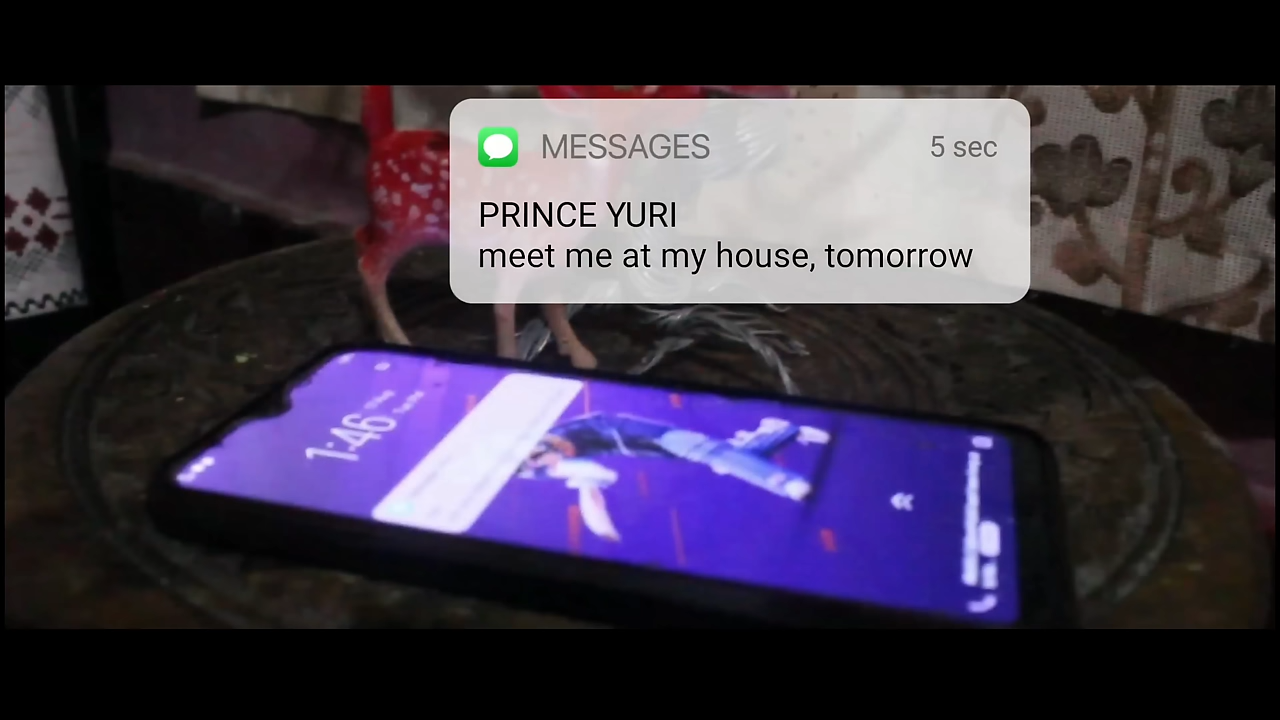 MESSAGES
5 sec
PRINCE YURI
meet me at my house, tomorrow
1:46